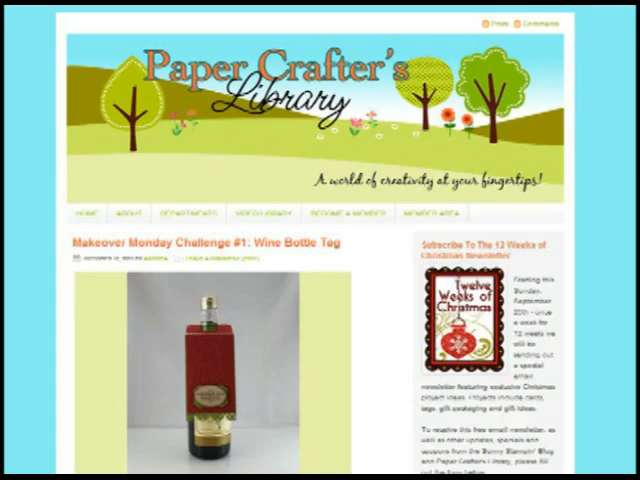 Posts Comments
Paper Crafter's
Library
A world of creativity at your fingertips!
HOME ABOUT DEPARTMENTS VIDEO LIBRARY BECOME A MEMBER MEMBER AREA
Makeover Monday Challenge #1: Wine Bottle Tag
Subscribe To The 12 Weeks of
Christmas Newsletter
Twelve
Weeks of
Christmas
Starting this
Sunday,
September
20th - once
a week for
12 weeks we
will be
sending out
a special
email
newsletter featuring exclusive Christmas
project ideas. Projects include cards,
tags, gift packaging and gift ideas.
To receive this free email newsletter, as
well as other updates, specials and
coupons from the Sunny Stampin' Blog
and Paper Crafter's Library, please fill
out the form below